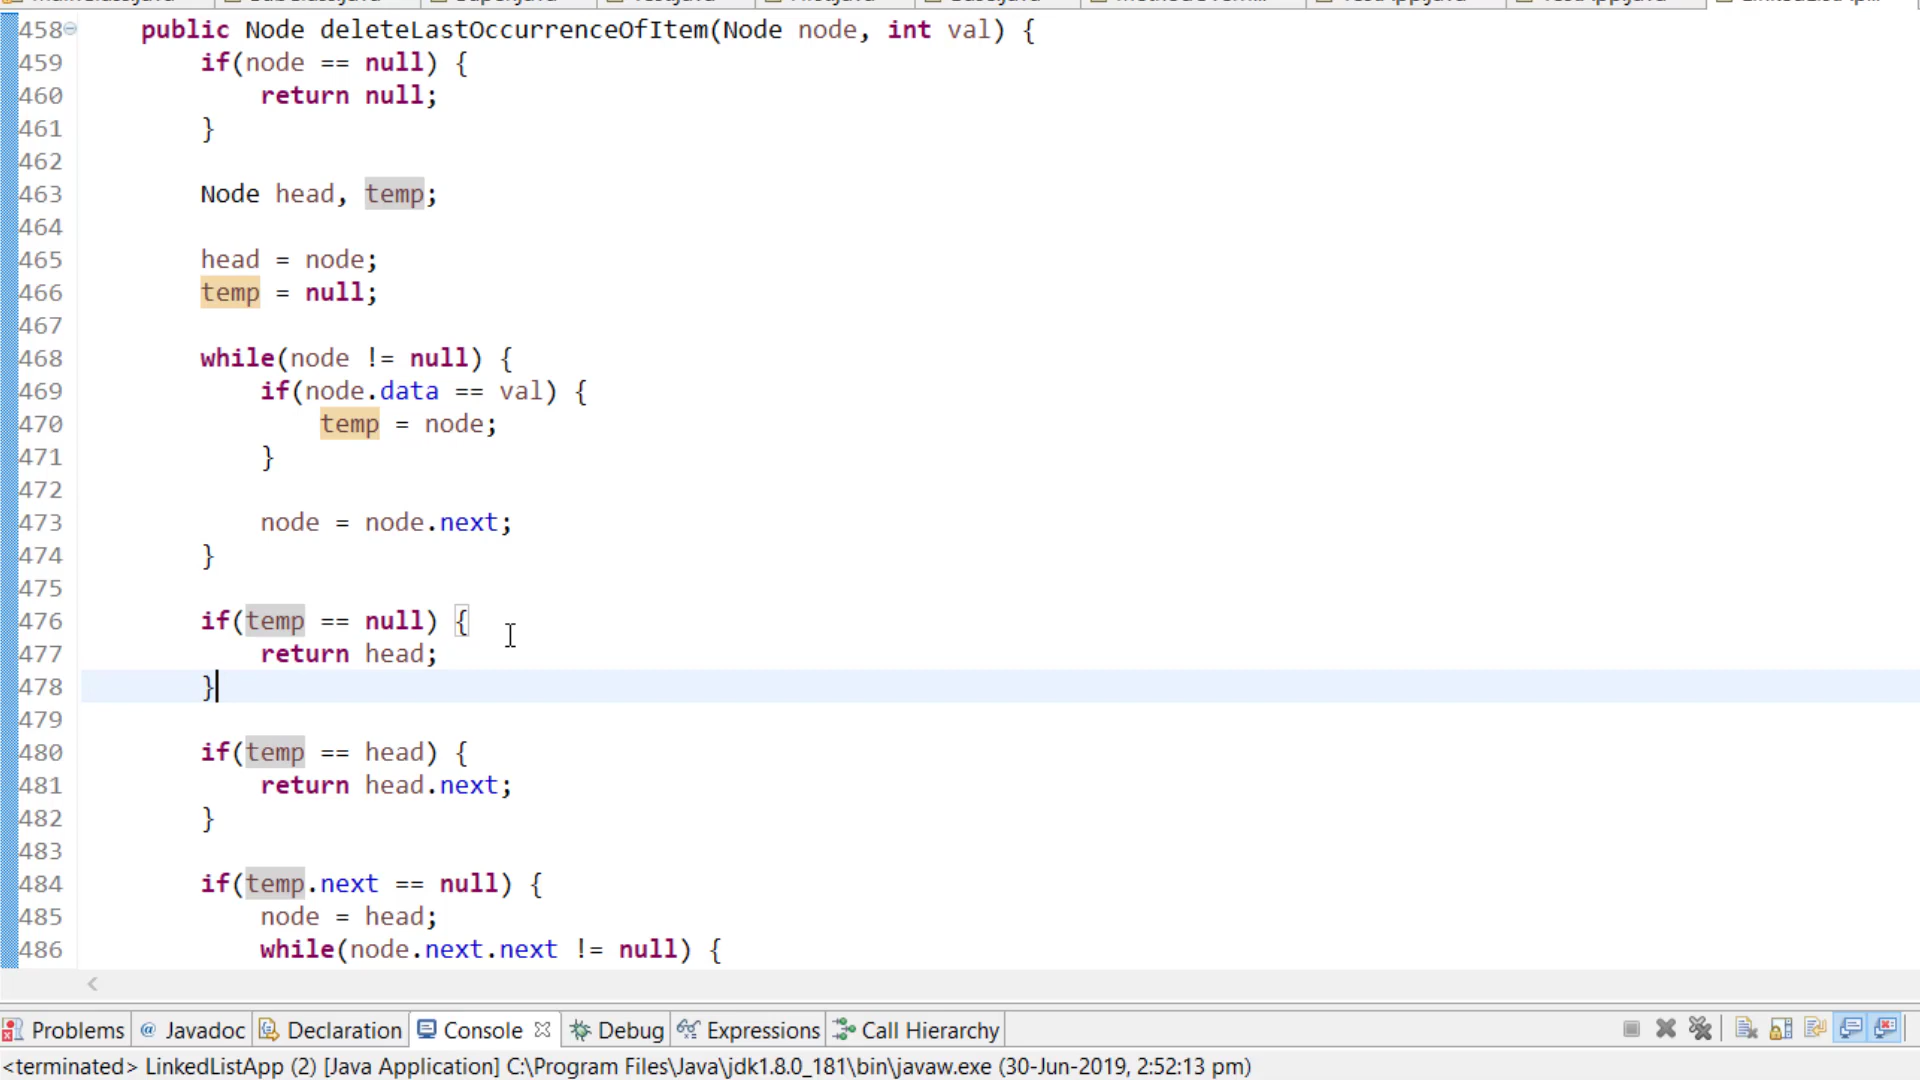 458 public Node deleteLastOccurrenceOfItem(Node node, int val) {
459 if(node == null) {
460 return null;
461 }
462
463 Node head, temp;
464
465 head = node;
466 temp = null;
467
468 while(node != null) {
469 if(node.data == val) {
470 temp = node;
471 }
472
473 node = node.next;
474 }
475
476 if(temp == null) {
477 return head;
478 }
479
480 if(temp == head) {
481 return head.next;
482 }
483
484 if(temp.next == null) {
485 node = head;
486 while(node.next.next != null) {
Problems @ Javadoc Declaration Console Debug Expressions Call Hierarchy
<terminated> LinkedListApp (2) [Java Application] C:\Program Files\Java\jdk1.8.0_181\bin\javaw.exe (30-Jun-2019, 2:52:13 pm)